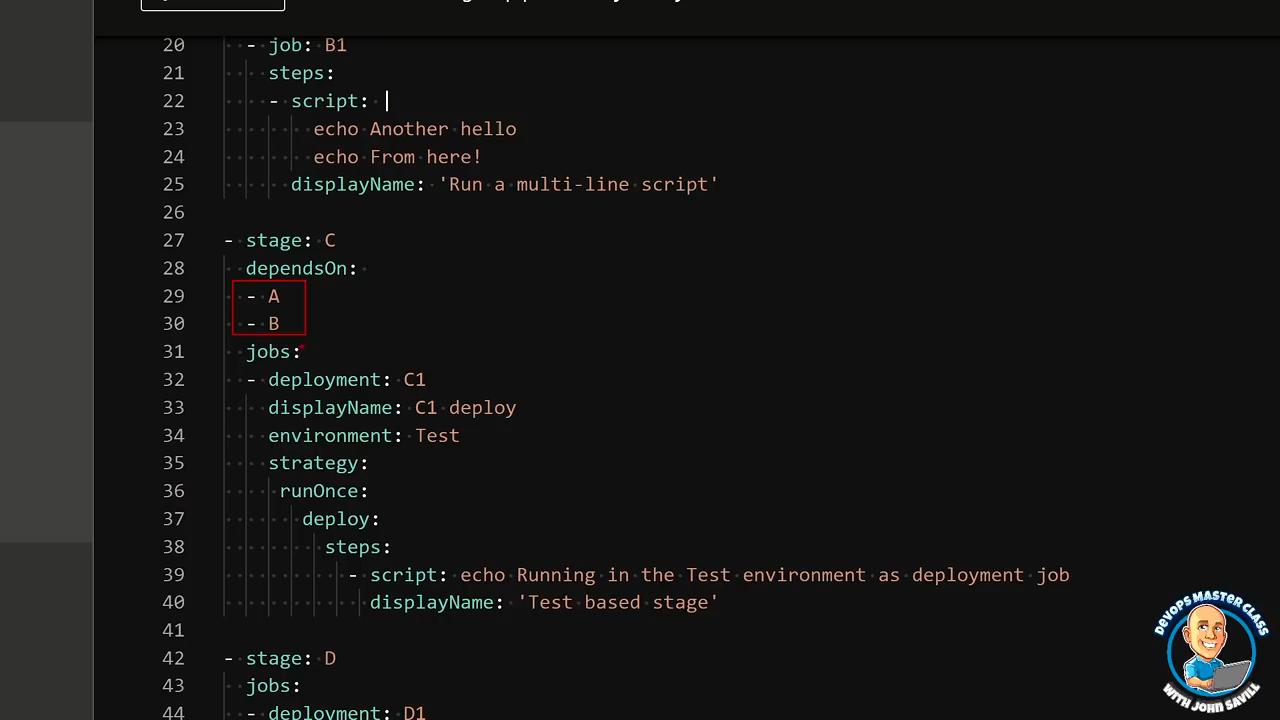 20 - job: B1
21 steps:
22 - script: |
23 echo Another hello
24 echo From here!
25 displayName: 'Run a multi-line script'
26
27 - stage: C
28 dependsOn:
29 - A
30 - B
31 jobs:
32 - deployment: C1
33 displayName: C1 deploy
34 environment: Test
35 strategy:
36 runOnce:
37 deploy:
38 steps:
39 - script: echo Running in the Test environment as deployment job
40 displayName: 'Test based stage'
41
42 - stage: D
43 jobs:
44 - deployment: D1
DEVOPS MASTER CLASS
WITH JOHN SAVILL